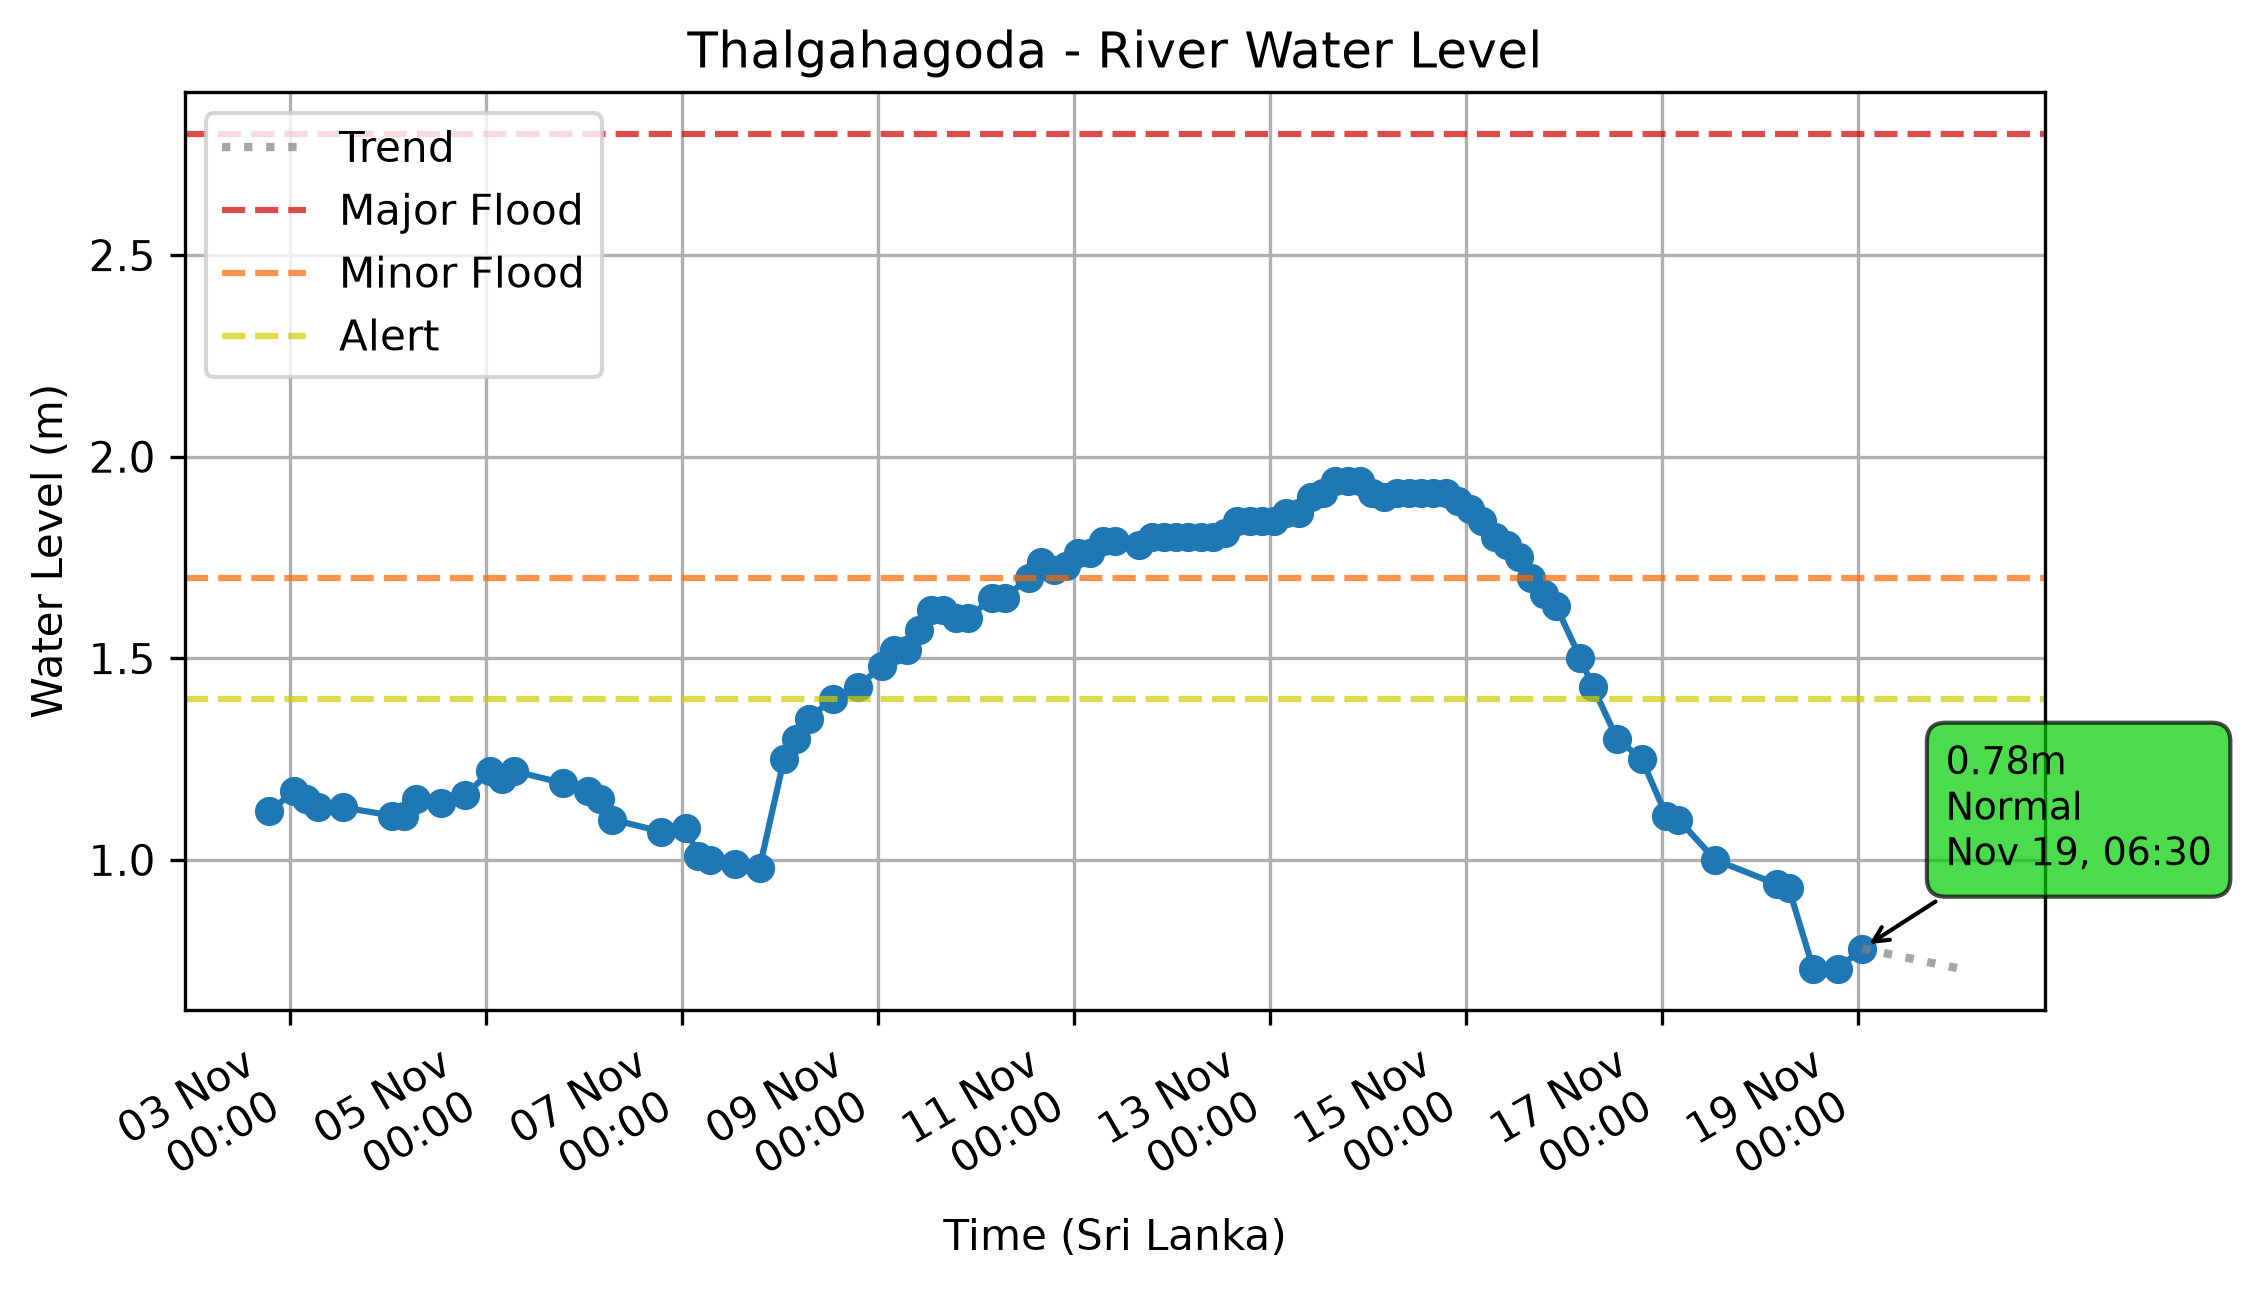 Thalgahagoda - River Water Level
Trend
Major Flood
Minor Flood
Alert
Water Level (m)
2.5
2.0
1.5
1.0
0.78m
Normal
Nov 19, 06:30
03 Nov
00:00
05 Nov
00:00
07 Nov
00:00
09 Nov
00:00
11 Nov
00:00
13 Nov
00:00
15 Nov
00:00
17 Nov
00:00
19 Nov
00:00
Time (Sri Lanka)